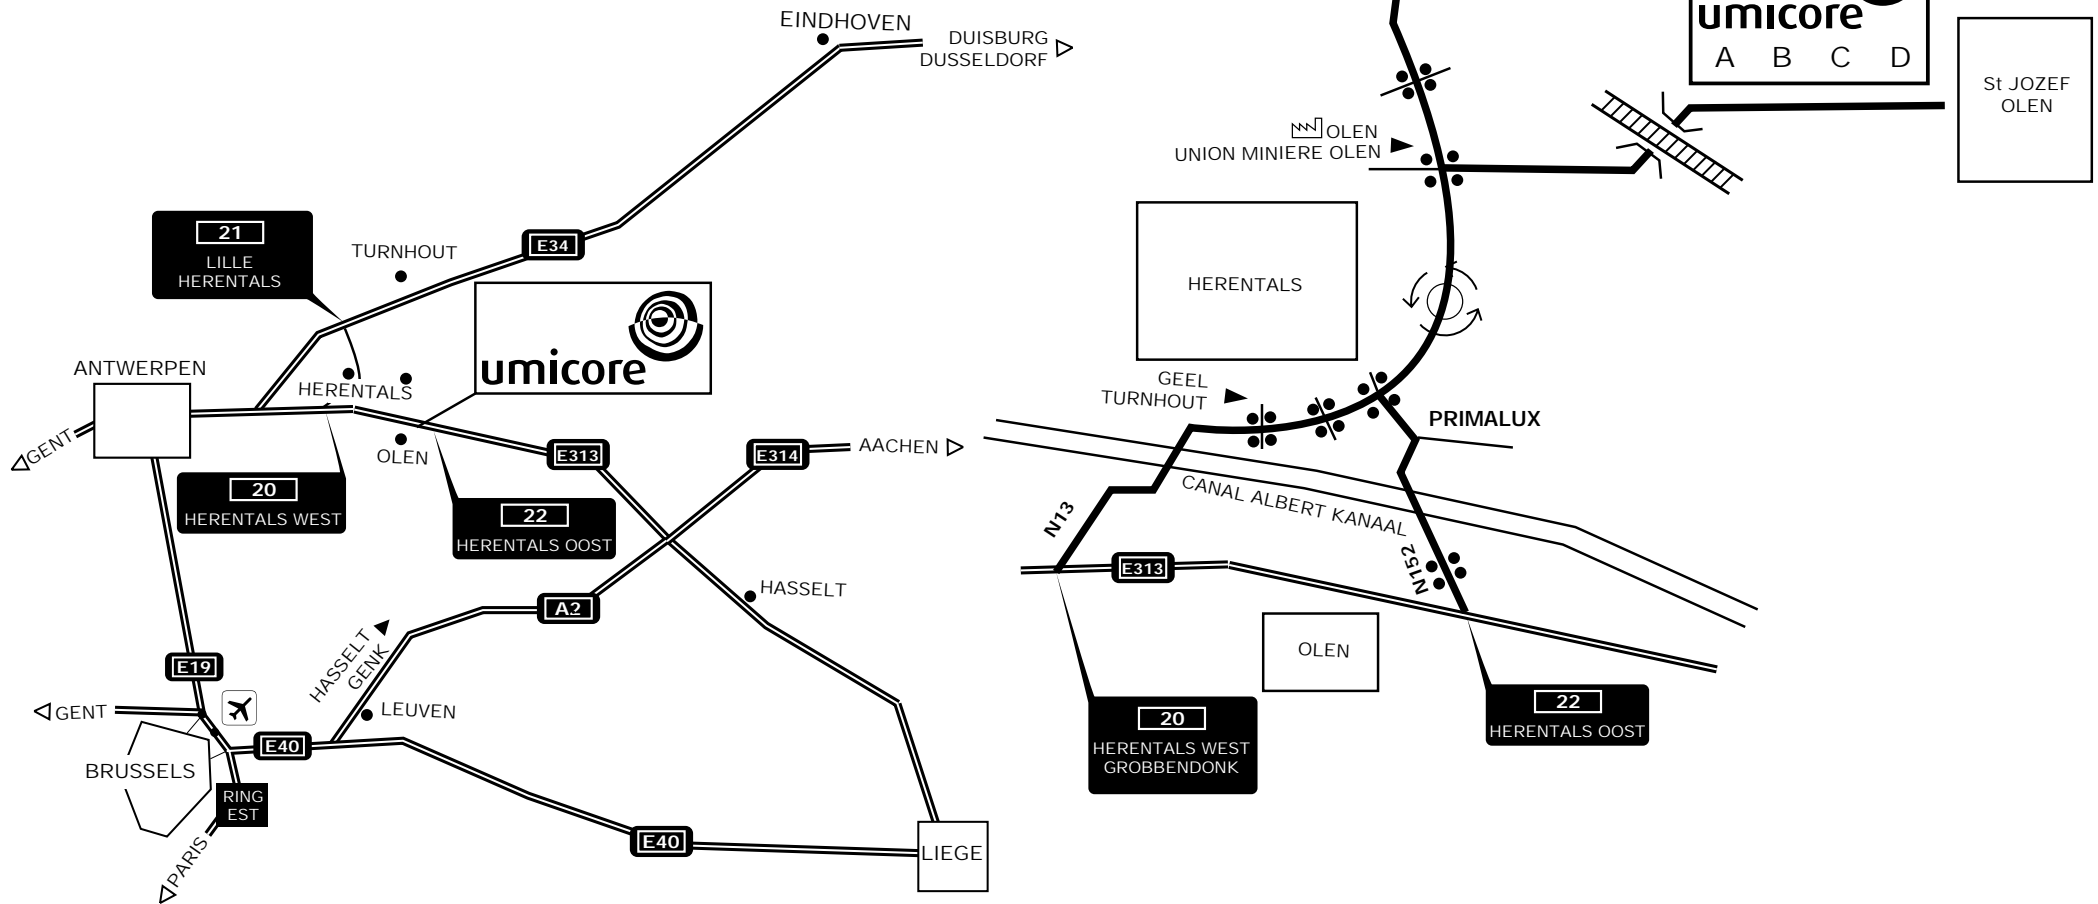 EINDHOVEN
DUISBURG
DUSSELDORF
21
LILLE
HERENTALS
TURNHOUT
E34
umicore
ANTWERPEN
HERENTALS
GENT
OLEN
E313
E314
AACHEN
20
HERENTALS WEST
22
HERENTALS OOST
HASSELT
A2
HASSELT
GENK
E19
GENT
LEUVEN
E40
BRUSSELS
RING
EST
PARIS
E40
LIEGE
umicore
A B C D
St JOZEF
OLEN
OLEN
UNION MINIERE OLEN
HERENTALS
GEEL
TURNHOUT
PRIMALUX
CANAL ALBERT KANAAL
N13
N152
E313
OLEN
20
HERENTALS WEST
GROBBENDONK
22
HERENTALS OOST